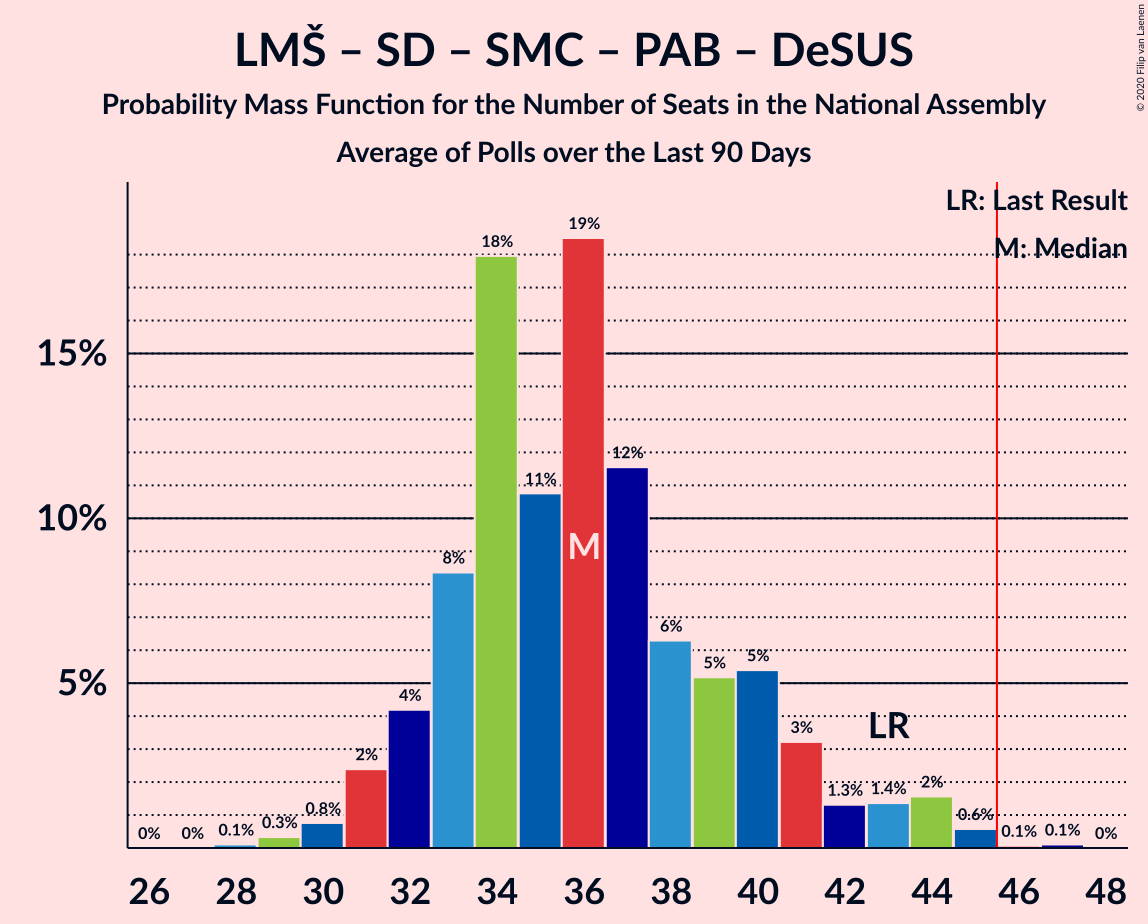 LMŠ – SD – SMC – PAB – DeSUS
Probability Mass Function for the Number of Seats in the National Assembly
Average of Polls over the Last 90 Days
© 2020 Filip van Laenen
LR: Last Result
M: Median
15%
10%
5%
0% 0% 0.1% 0.3% 0.8% 2% 4% 8% 18% 11% 19% 12% 6% 5% 5% 3% 1.3% 1.4% 2% 0.6% 0.1% 0.1% 0%
M
LR
26 28 30 32 34 36 38 40 42 44 46 48